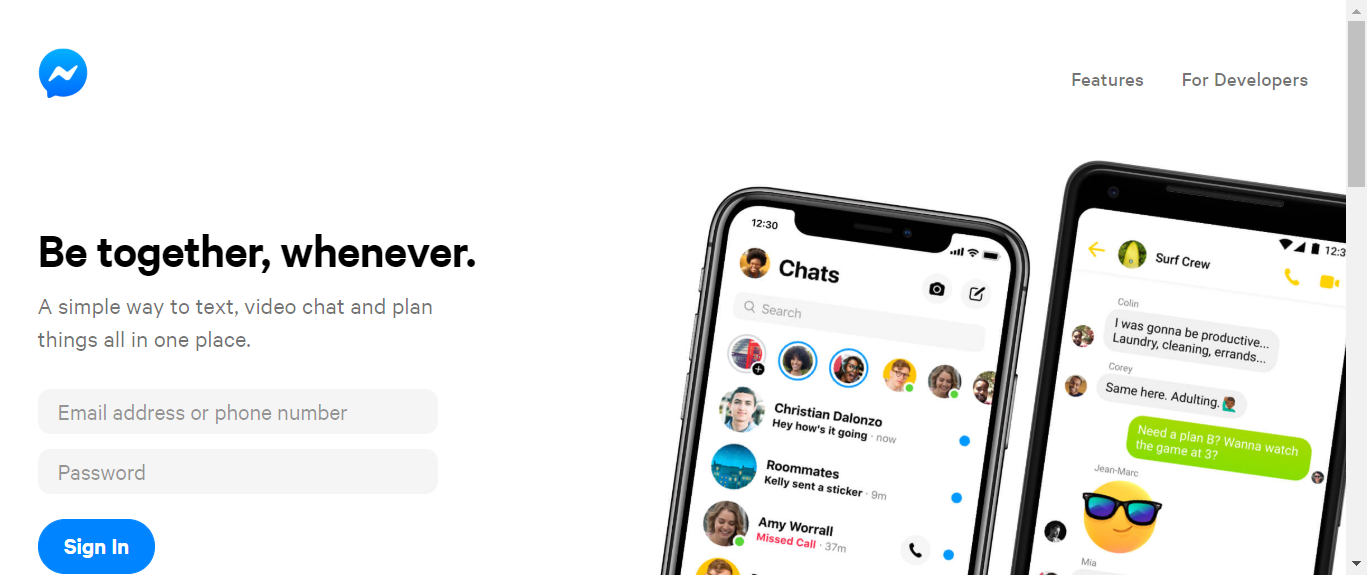 Features
For Developers
Be together, whenever.
A simple way to text, video chat and plan
things all in one place.
Email address or phone number
Password
Sign In
12:30
Chats
Search
Christian Dalonzo
Hey how's it going · now
Roommates
Kelly sent a sticker · 9m
Amy Worrall
Missed Call · 37m
12:3
Surf Crew
Colin
I was gonna be productive...
Laundry, cleaning, errands...
Corey
Same here. Adulting.
Need a plan B? Wanna watch
the game at 3?
Jean-Marc
Mia